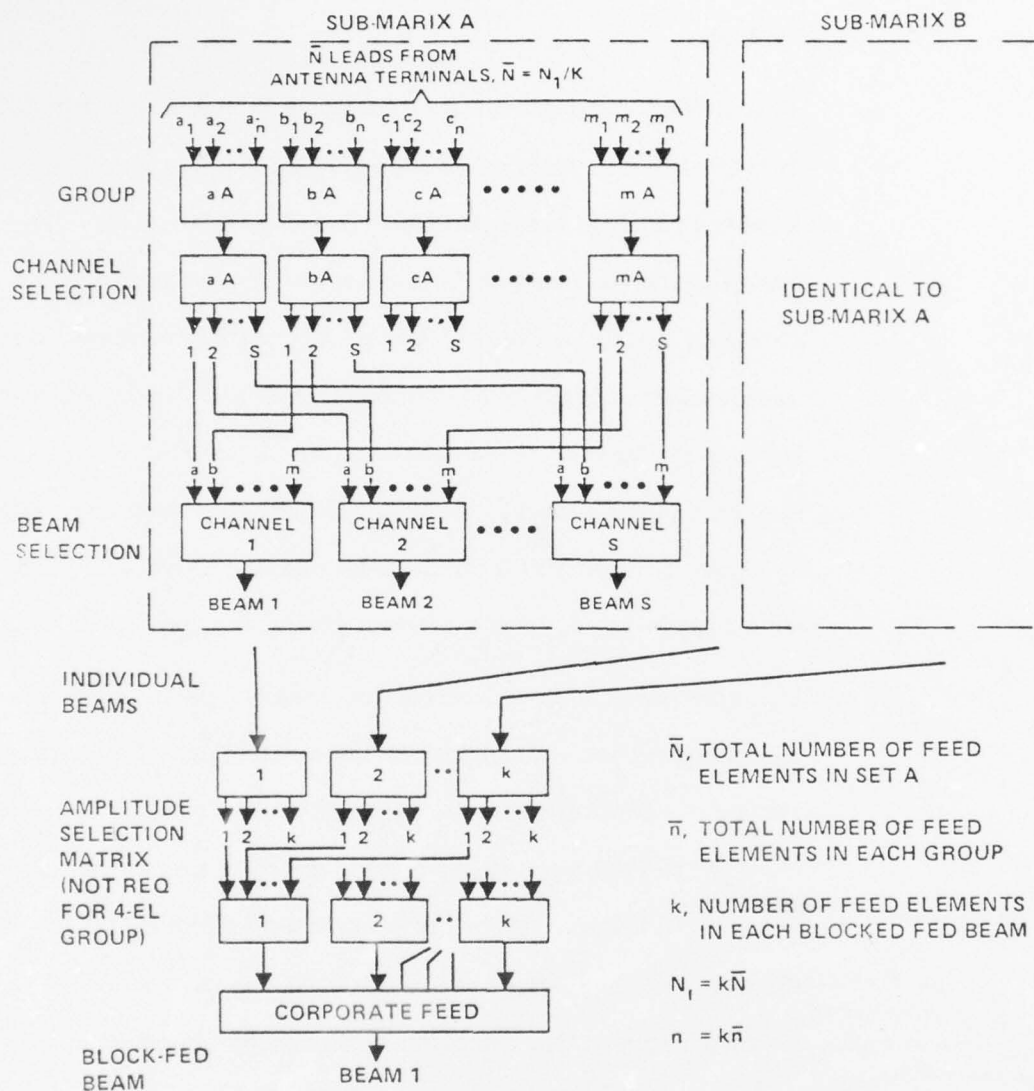 SUB-MARIX A
SUB-MARIX B
N̄ LEADS FROM
ANTENNA TERMINALS, N̄ = N₁/K
a₁ a₂ a-n b₁ b₂ bₙ c₁ c₂ cₙ m₁ m₂ mₙ
GROUP
a A b A c A m A
CHANNEL
SELECTION
aA bA cA mA
1 2 S 1 2 S 1 2 S 1 2 S
IDENTICAL TO
SUB-MARIX A
a b m a b m a b m
BEAM
SELECTION
CHANNEL
1
CHANNEL
2
CHANNEL
S
BEAM 1 BEAM 2 BEAM S
INDIVIDUAL
BEAMS
1 2 k
AMPLITUDE
SELECTION
MATRIX
(NOT REQ
FOR 4-EL
GROUP)
1 2 k 1 2 k 1 2 k
1 2 k
CORPORATE FEED
BLOCK-FED
BEAM
BEAM 1
N̄, TOTAL NUMBER OF FEED
ELEMENTS IN SET A
n̄, TOTAL NUMBER OF FEED
ELEMENTS IN EACH GROUP
k, NUMBER OF FEED ELEMENTS
IN EACH BLOCKED FED BEAM
N₁ = kN̄
n = kn̄